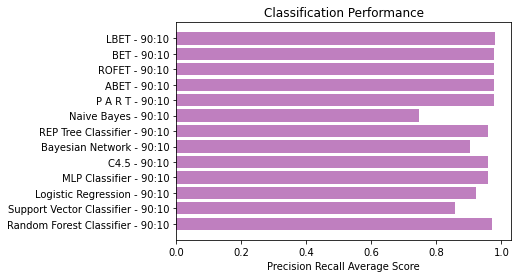 Classification Performance
LBET - 90:10
BET - 90:10
ROFET - 90:10
ABET - 90:10
P A R T - 90:10
Naive Bayes - 90:10
REP Tree Classifier - 90:10
Bayesian Network - 90:10
C4.5 - 90:10
MLP Classifier - 90:10
Logistic Regression - 90:10
Support Vector Classifier - 90:10
Random Forest Classifier - 90:10
0.0 0.2 0.4 0.6 0.8 1.0
Precision Recall Average Score